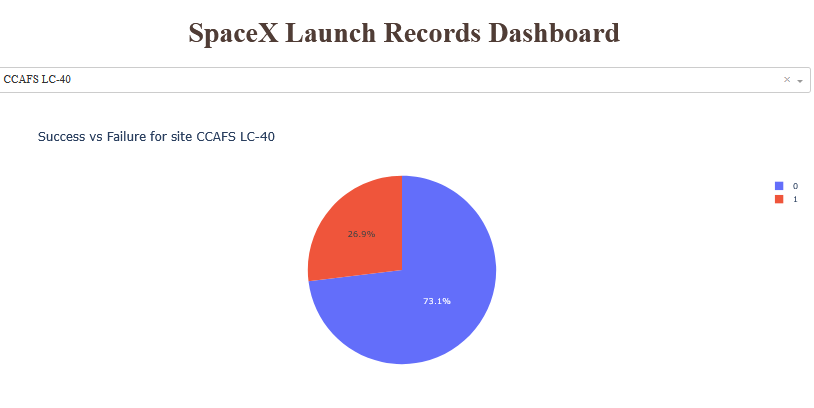 SpaceX Launch Records Dashboard
CCAFS LC-40
×
Success vs Failure for site CCAFS LC-40
0
1
26.9%
73.1%